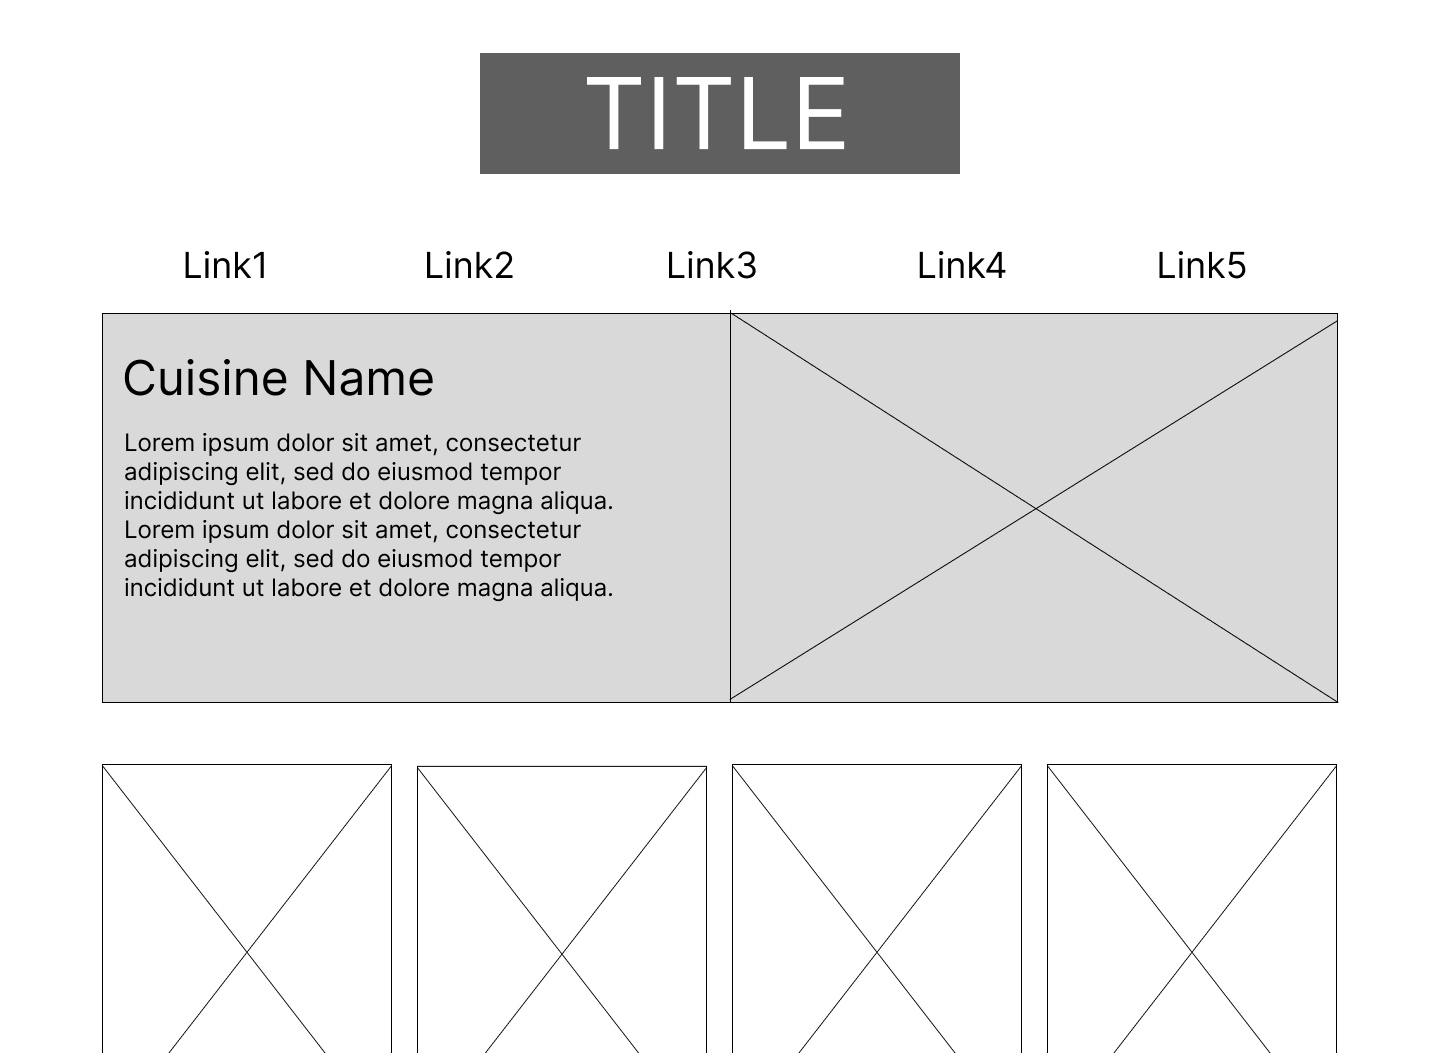 TITLE
Link1 Link2 Link3 Link4 Link5
Cuisine Name
Lorem ipsum dolor sit amet, consectetur
adipiscing elit, sed do eiusmod tempor
incididunt ut labore et dolore magna aliqua.
Lorem ipsum dolor sit amet, consectetur
adipiscing elit, sed do eiusmod tempor
incididunt ut labore et dolore magna aliqua.